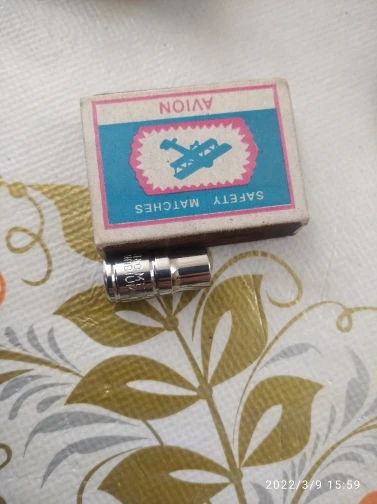 SAFETY MATCHES
AVION
2022/3/9 15:59